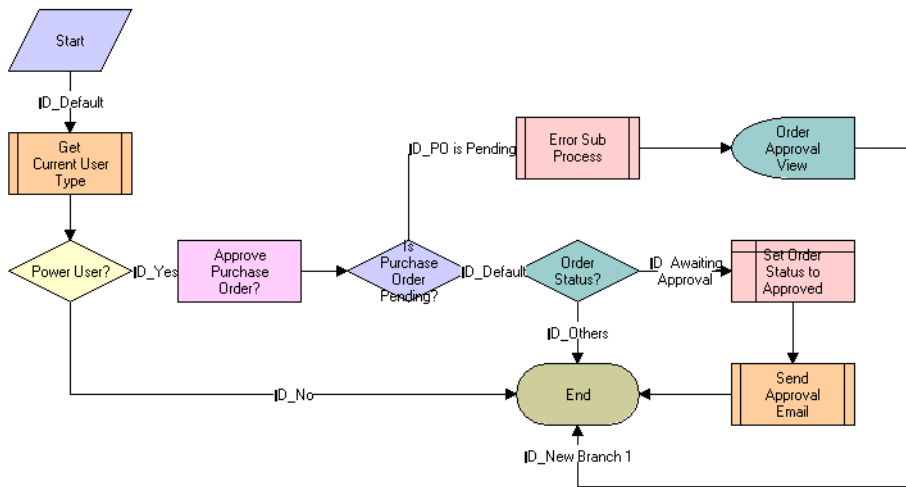 Start
ID_Default
Get
Current User
Type
Power User?
ID_Yes
Approve
Purchase
Order?
Is
Purchase
Order
Pending?
ID_PO is Pending
Error Sub
Process
Order
Approval
View
ID_Default
Order
Status?
ID_Awaiting
Approval
Set Order
Status to
Approved
ID_Others
ID_No
End
Send
Approval
Email
ID_New Branch 1